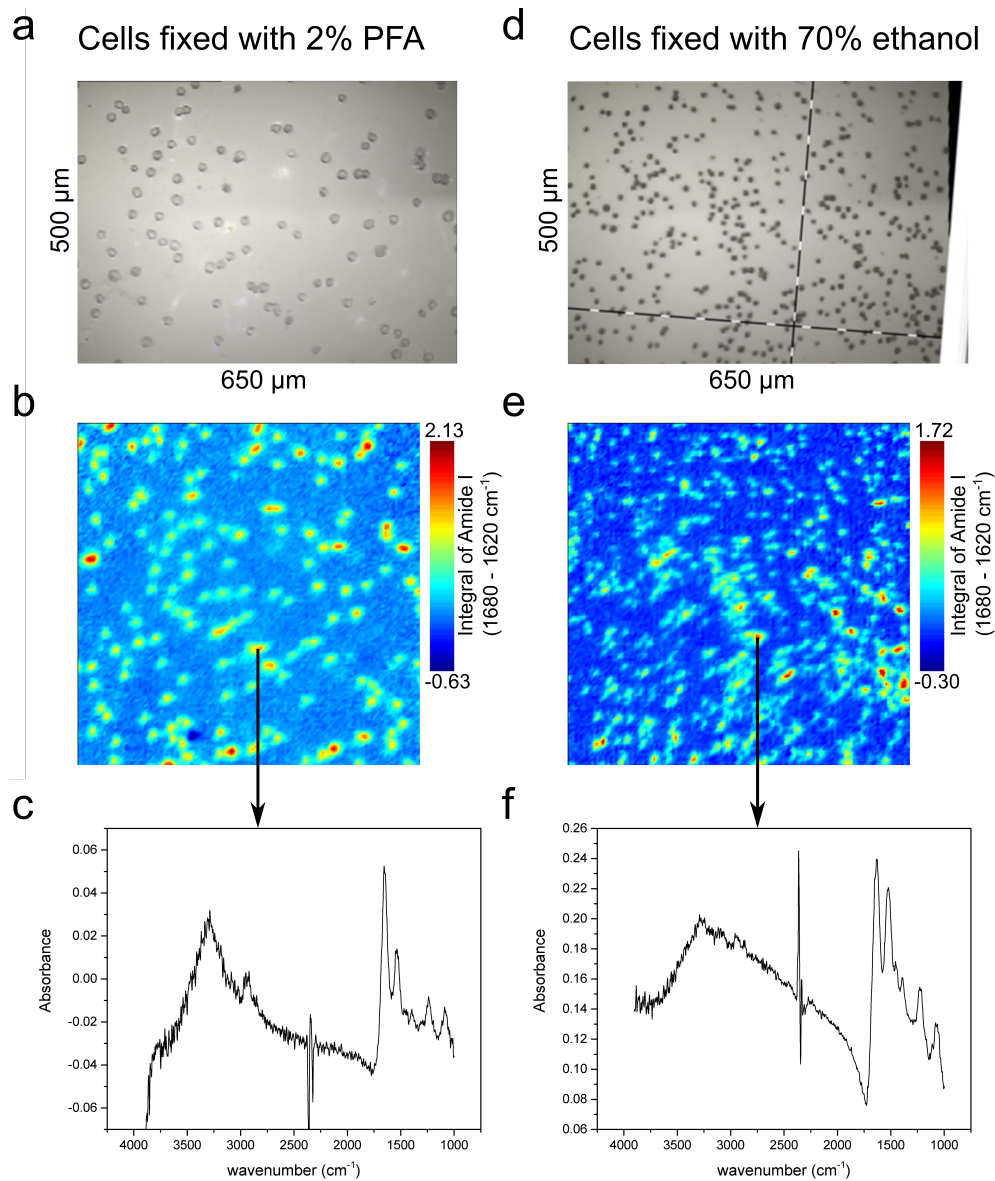 a
Cells fixed with 2% PFA
500 µm
650 µm
d
Cells fixed with 70% ethanol
500 µm
650 µm
b
2.13
Integral of Amide I
(1680 - 1620 cm-1)
-0.63
e
1.72
Integral of Amide I
(1680 - 1620 cm-1)
-0.30
c
Absorbance
0.06
0.04
0.02
0.00
-0.02
-0.04
-0.06
4000 3500 3000 2500 2000 1500 1000
wavenumber (cm-1)
f
Absorbance
0.26
0.24
0.22
0.20
0.18
0.16
0.14
0.12
0.10
0.08
0.06
4000 3500 3000 2500 2000 1500 1000
wavenumber (cm-1)